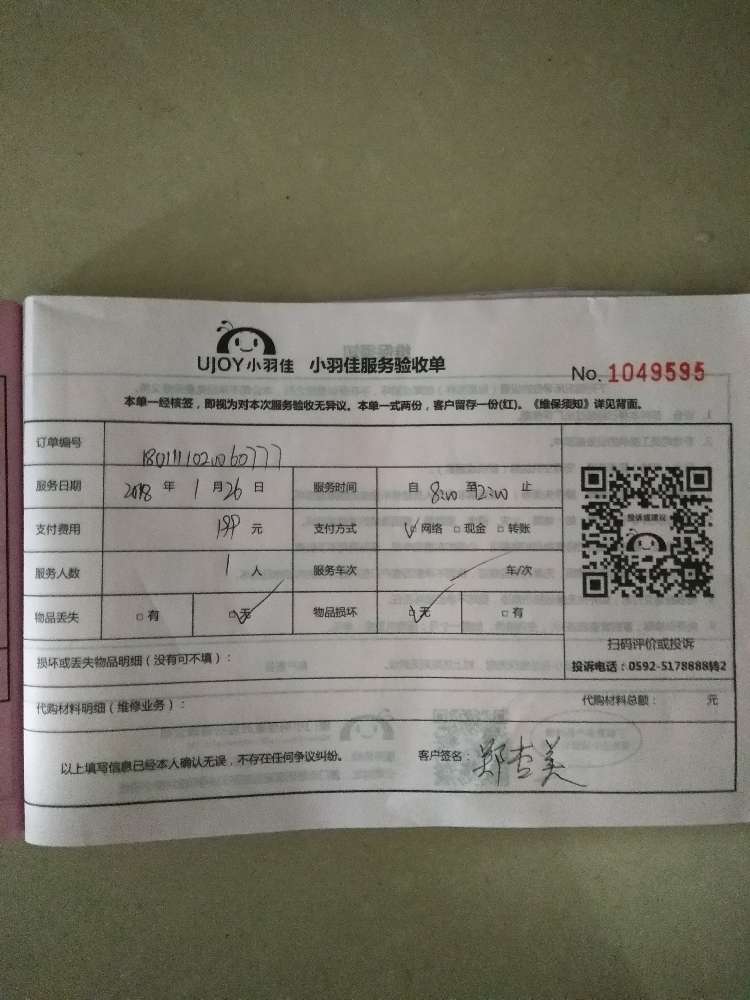 UJOY小羽佳 小羽佳服务验收单
No. 1049595
本单一经核签，即视为对本次服务验收无异议。本单一式两份，客户留存一份(红)。《维保须知》详见背面。
订单编号
服务日期 2018 年 1 月 26 日 服务时间 自 8:00 至 12:00 止
支付费用 199 元 支付方式 □ 网络 □ 现金 □ 转账
服务人数 1 人 服务车次 车/次
物品丢失 □ 有 □ 无 物品损坏 □ 无 □ 有
投诉或建议
扫码评价或投诉
投诉电话：0592-5178888转2
损坏或丢失物品明细（没有可不填）：
代购材料明细（维修业务）： 代购材料总额： 元
以上填写信息已经本人确认无误，不存在任何争议纠纷。 客户签名：郑杏美